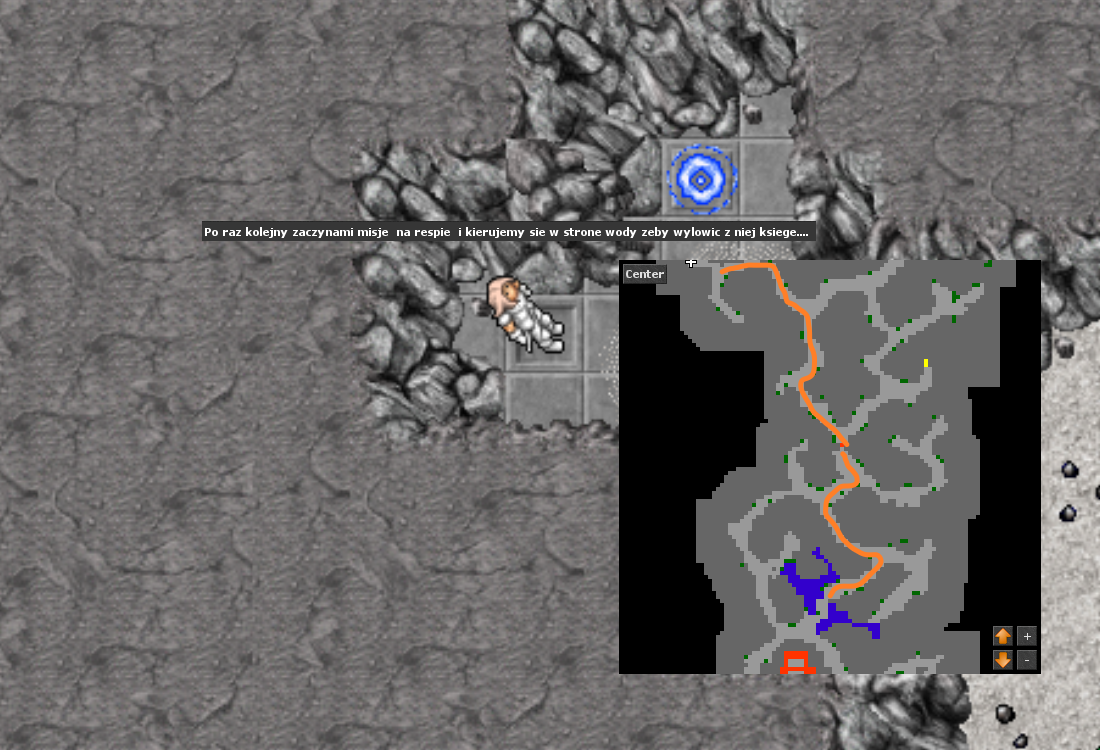 Po raz kolejny zaczynami misje na respie i kierujemy sie w strone wody zeby wylowic z niej ksiege....
Center
+
-